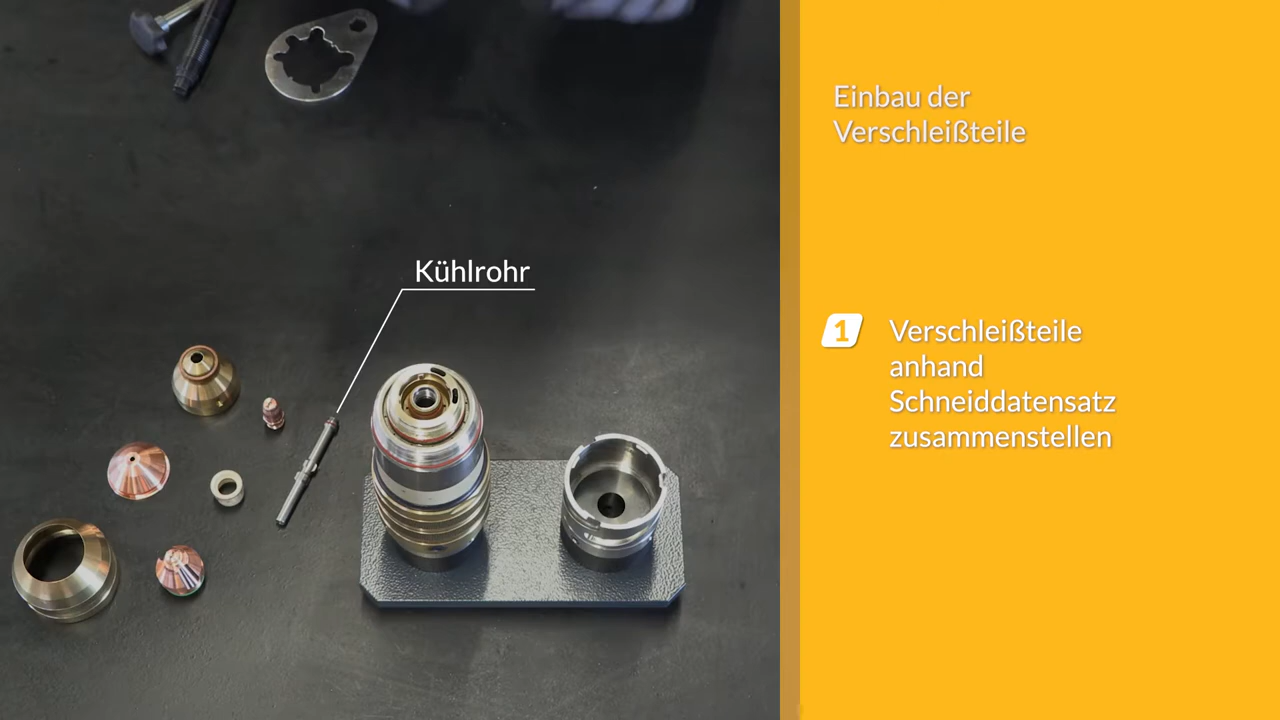 Kühlrohr
Einbau der
Verschleißteile
1
Verschleißteile
anhand
Schneiddatensatz
zusammenstellen